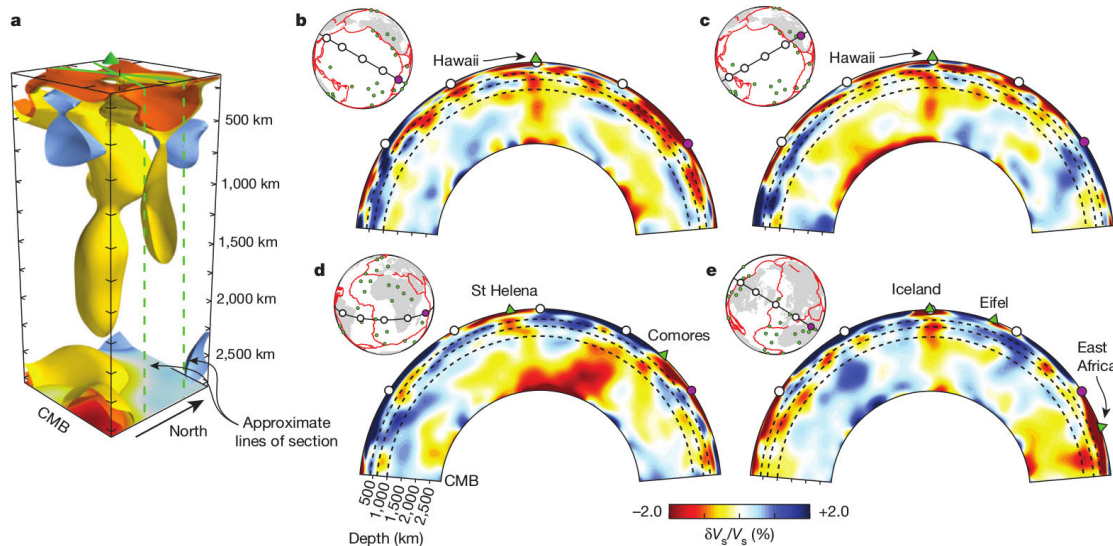 a
500 km
1,000 km
1,500 km
2,000 km
2,500 km
CMB
North
Approximate
lines of section
b
Hawaii
c
Hawaii
d
St Helena
Comores
CMB
500
1,000
1,500
2,000
2,500
Depth (km)
e
Iceland
Eifel
East
Africa
–2.0
+2.0
δVs/Vs (%)